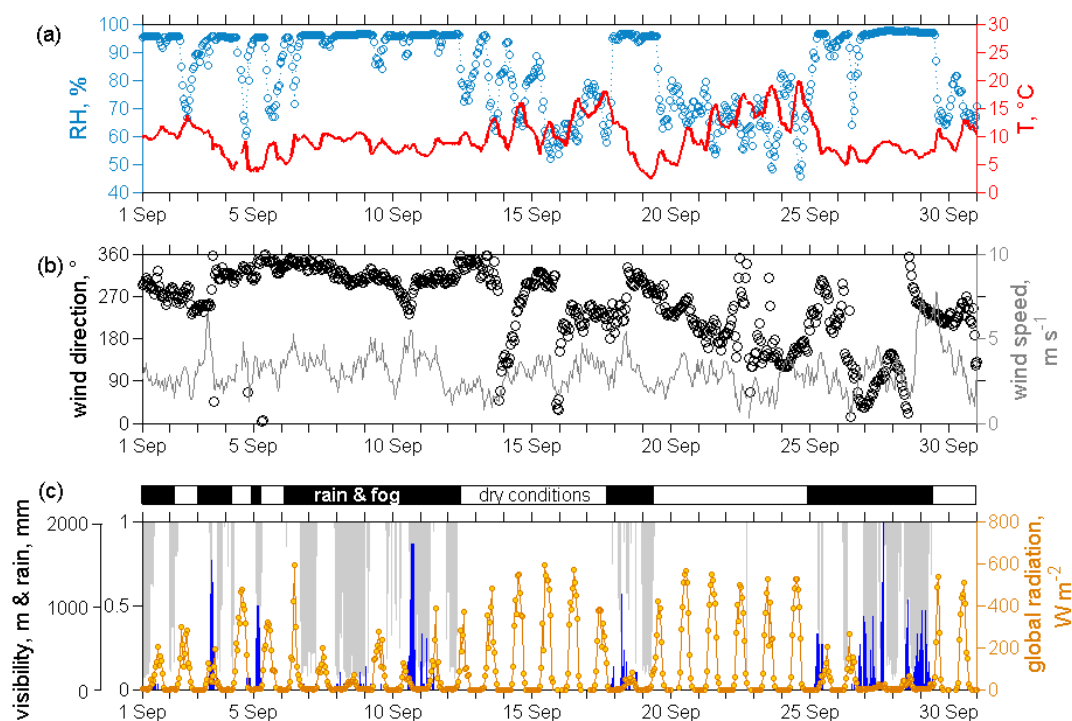 (a)
RH, %
100
90
80
70
60
50
40
30
25
20
15
10
5
0
T, °C
1 Sep
5 Sep
10 Sep
15 Sep
20 Sep
25 Sep
30 Sep
(b)
wind direction, °
360
270
180
90
0
10
5
0
wind speed,
m s⁻¹
1 Sep
5 Sep
10 Sep
15 Sep
20 Sep
25 Sep
30 Sep
(c)
rain & fog
dry conditions
visibility, m & rain, mm
2000
1000
0
1
0.5
0
800
600
400
200
0
global radiation,
W m⁻²
1 Sep
5 Sep
10 Sep
15 Sep
20 Sep
25 Sep
30 Sep